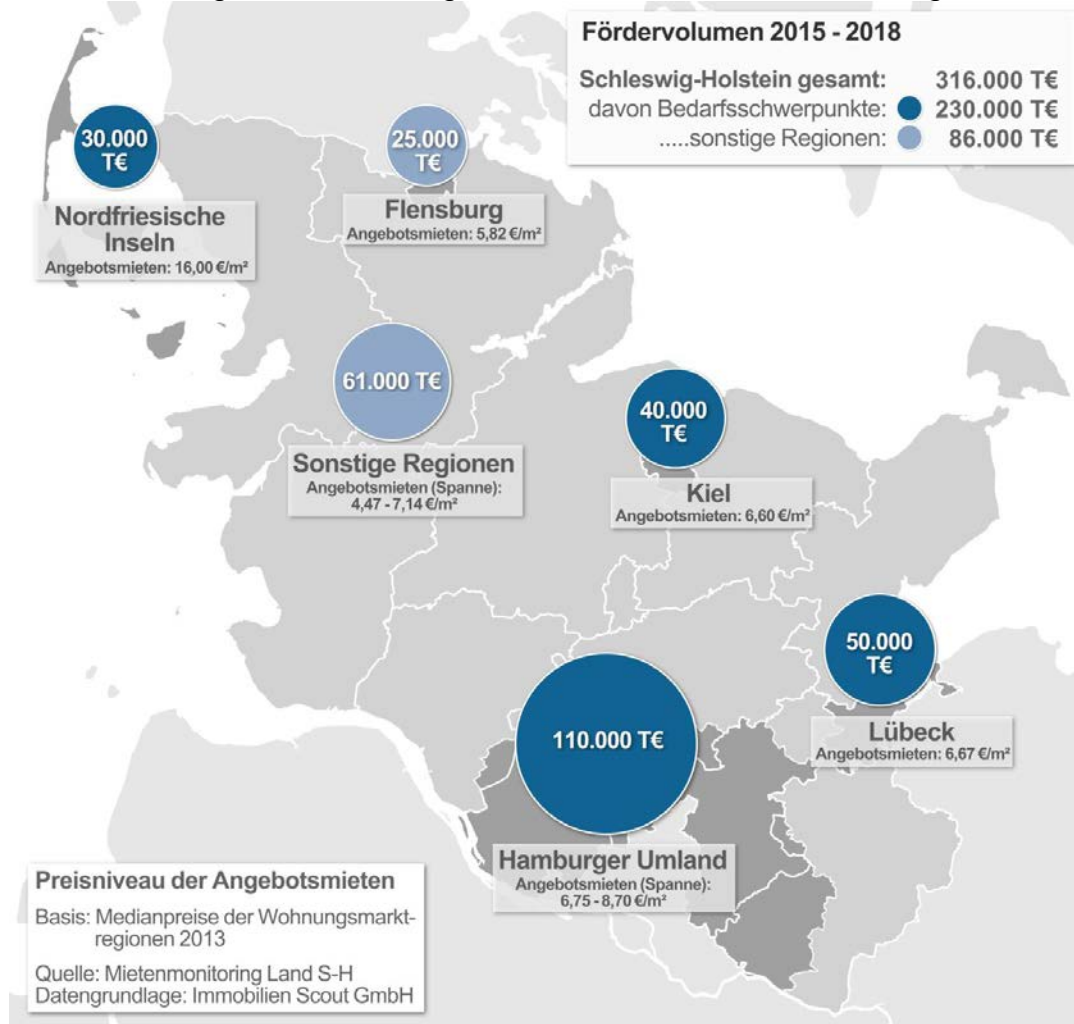 Fördervolumen 2015 - 2018
Schleswig-Holstein gesamt: 316.000 T€
davon Bedarfsschwerpunkte: 230.000 T€
.....sonstige Regionen: 86.000 T€
30.000
T€
Nordfriesische
Inseln
Angebotsmieten: 16,00 €/m²
25.000
T€
Flensburg
Angebotsmieten: 5,82 €/m²
61.000 T€
Sonstige Regionen
Angebotsmieten (Spanne):
4,47 - 7,14 €/m²
40.000
T€
Kiel
Angebotsmieten: 6,60 €/m²
50.000
T€
Lübeck
Angebotsmieten: 6,67 €/m²
110.000 T€
Hamburger Umland
Angebotsmieten (Spanne):
6,75 - 8,70 €/m²
Preisniveau der Angebotsmieten
Basis: Medianpreise der Wohnungsmarkt-
regionen 2013
Quelle: Mietenmonitoring Land S-H
Datengrundlage: Immobilien Scout GmbH